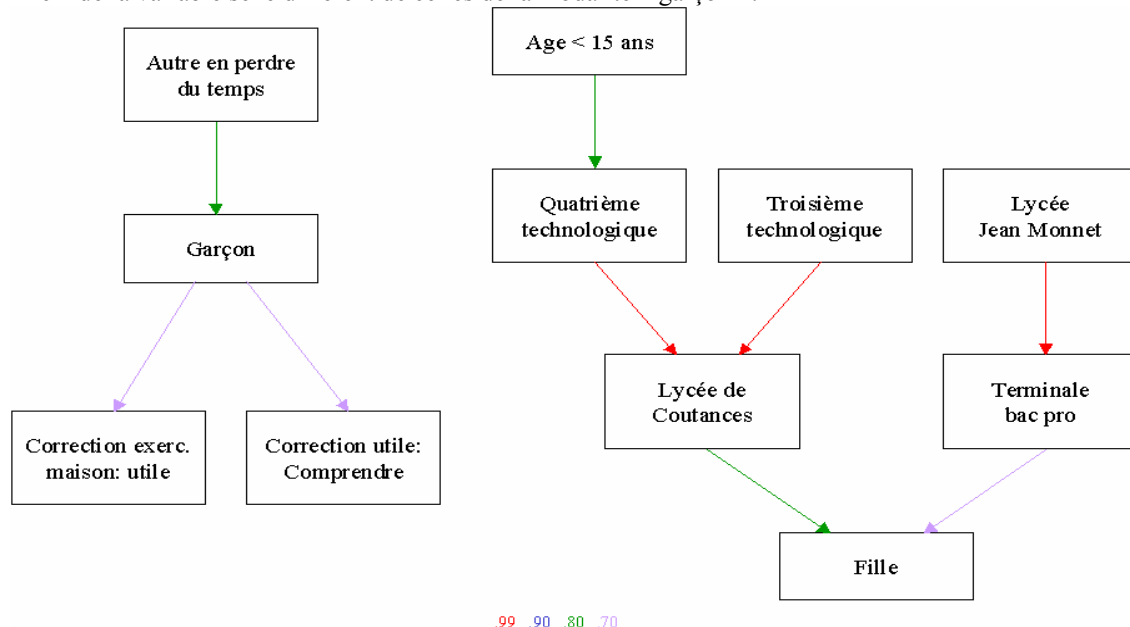 Autre en perdre
du temps
Age < 15 ans
Garçon
Quatrième
technologique
Troisième
technologique
Lycée
Jean Monnet
Correction exerc.
maison: utile
Correction utile:
Comprendre
Lycée de
Coutances
Terminale
bac pro
Fille
.99 .90 .80 .70